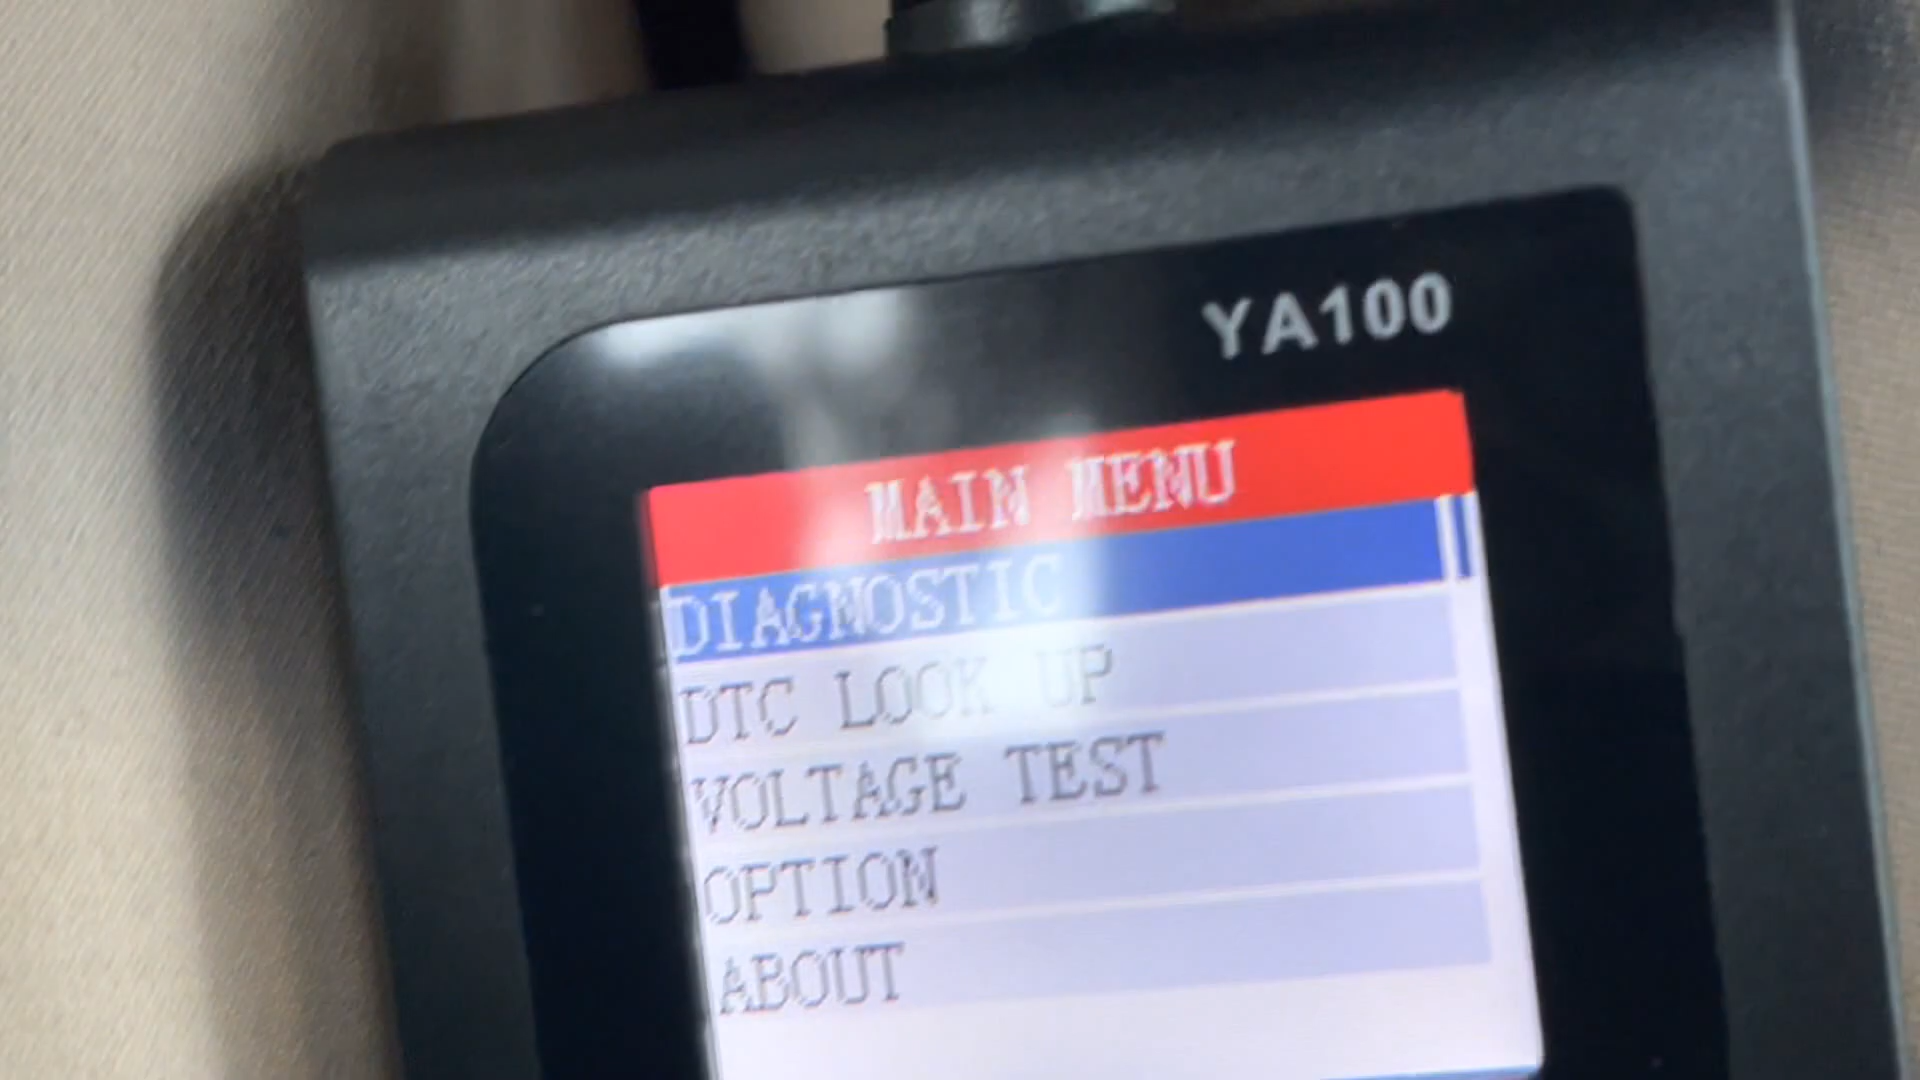 YA100
MAIN MENU
DIAGNOSTIC
DTC LOOK UP
VOLTAGE TEST
OPTION
ABOUT